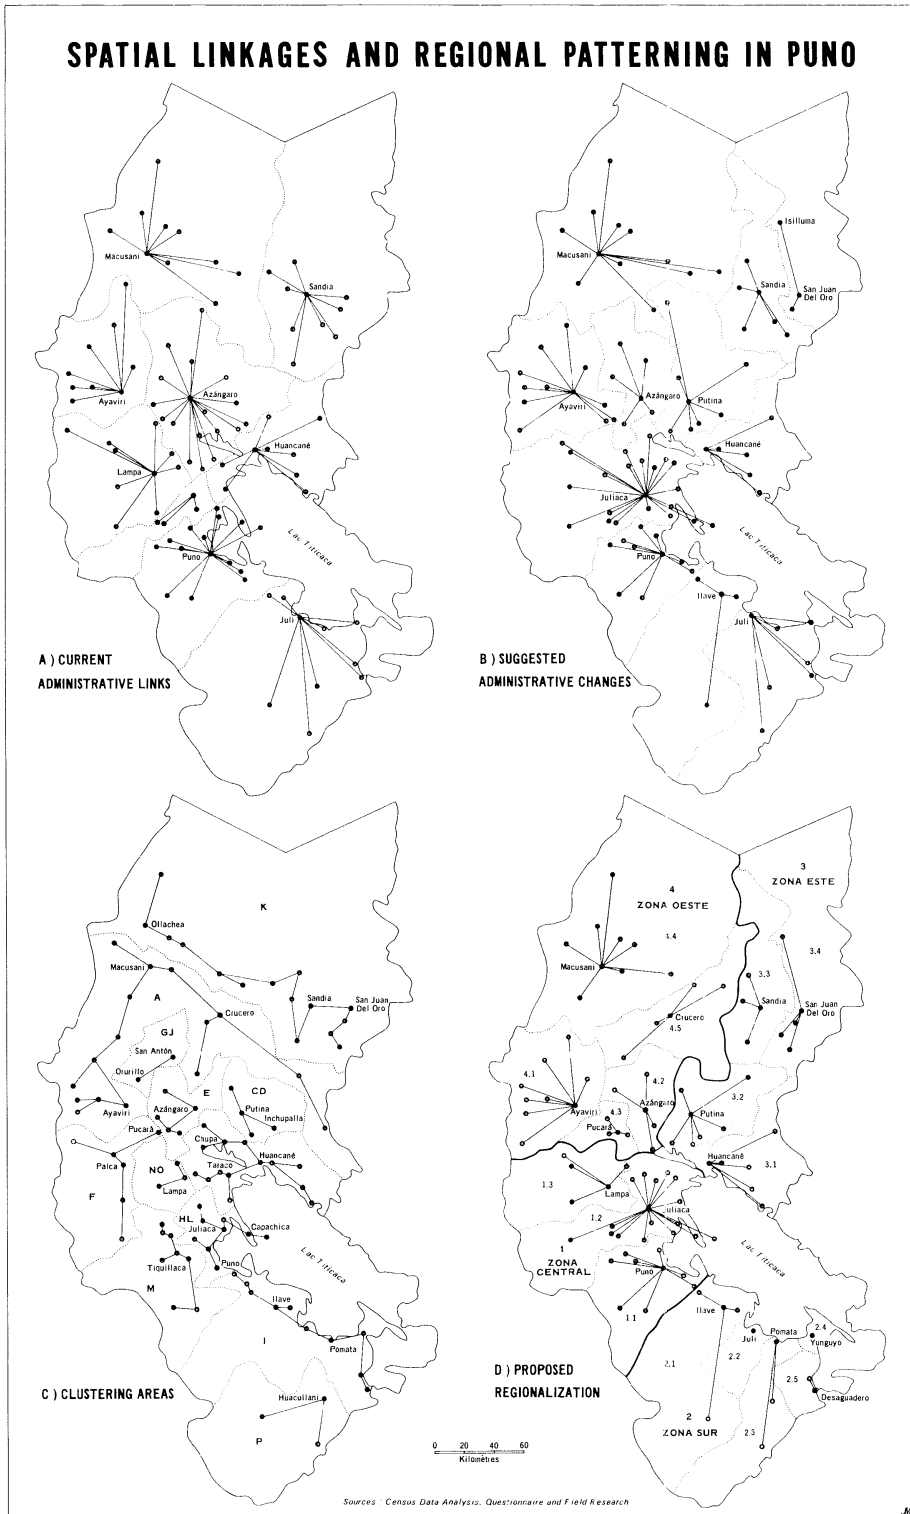 SPATIAL LINKAGES AND REGIONAL PATTERNING IN PUNO
Macusani
Sandia
Ayaviri
Azángaro
Huancané
Lampa
Puno
Lac Titicaca
Juli
A ) CURRENT
ADMINISTRATIVE LINKS
Isilluma
Macusani
Sandia
San Juan
Del Oro
Ayaviri
Azángaro
Putina
Huancané
Juliaca
Lac Titicaca
Puno
Ilave
Juli
B ) SUGGESTED
ADMINISTRATIVE CHANGES
K
Ollachea
Macusani
A
Sandia
San Juan
Del Oro
Crucero
GJ
San Antón
Orurillo
E
CD
Ayaviri
Azángaro
Putina
Inchupalla
Pucará
Chupa
Palca
NO
Taraco
Huancané
F
Lampa
HL
Juliaca
Capachica
Lac Titicaca
Puno
Tiquillaca
M
Ilave
I
Pomata
C ) CLUSTERING AREAS
Huacullani
P
3
ZONA ESTE
4
ZONA OESTE
4.4
3.4
Macusani
3.3
Sandia
San Juan
Del Oro
Crucero
4.5
4.1
4.2
3.2
Ayaviri
Azángaro
4.3
Pucará
Putina
Huancané
3.1
1.3
Lampa
Juliaca
1.2
1
ZONA
CENTRAL
Lac Titicaca
Puno
1.1
Ilave
2.4
Pomata
Juli
Yunguyo
2.1
2.2
2.5
Desaguadero
D ) PROPOSED
REGIONALIZATION
2
ZONA SUR
2.3
0 20 40 60
Kilométres
Sources : Census Data Analysis, Questionnaire and Field Research